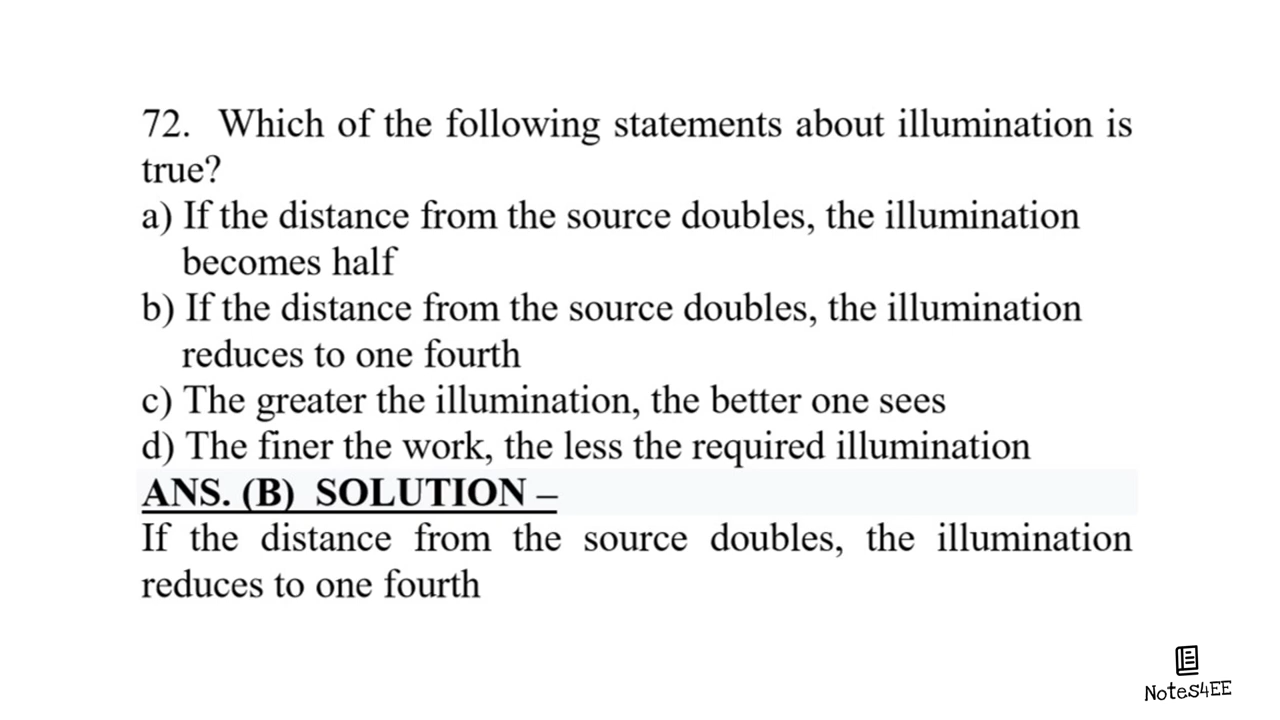 72. Which of the following statements about illumination is
true?
a) If the distance from the source doubles, the illumination
becomes half
b) If the distance from the source doubles, the illumination
reduces to one fourth
c) The greater the illumination, the better one sees
d) The finer the work, the less the required illumination
ANS. (B) SOLUTION –
If the distance from the source doubles, the illumination
reduces to one fourth
Notes4EE